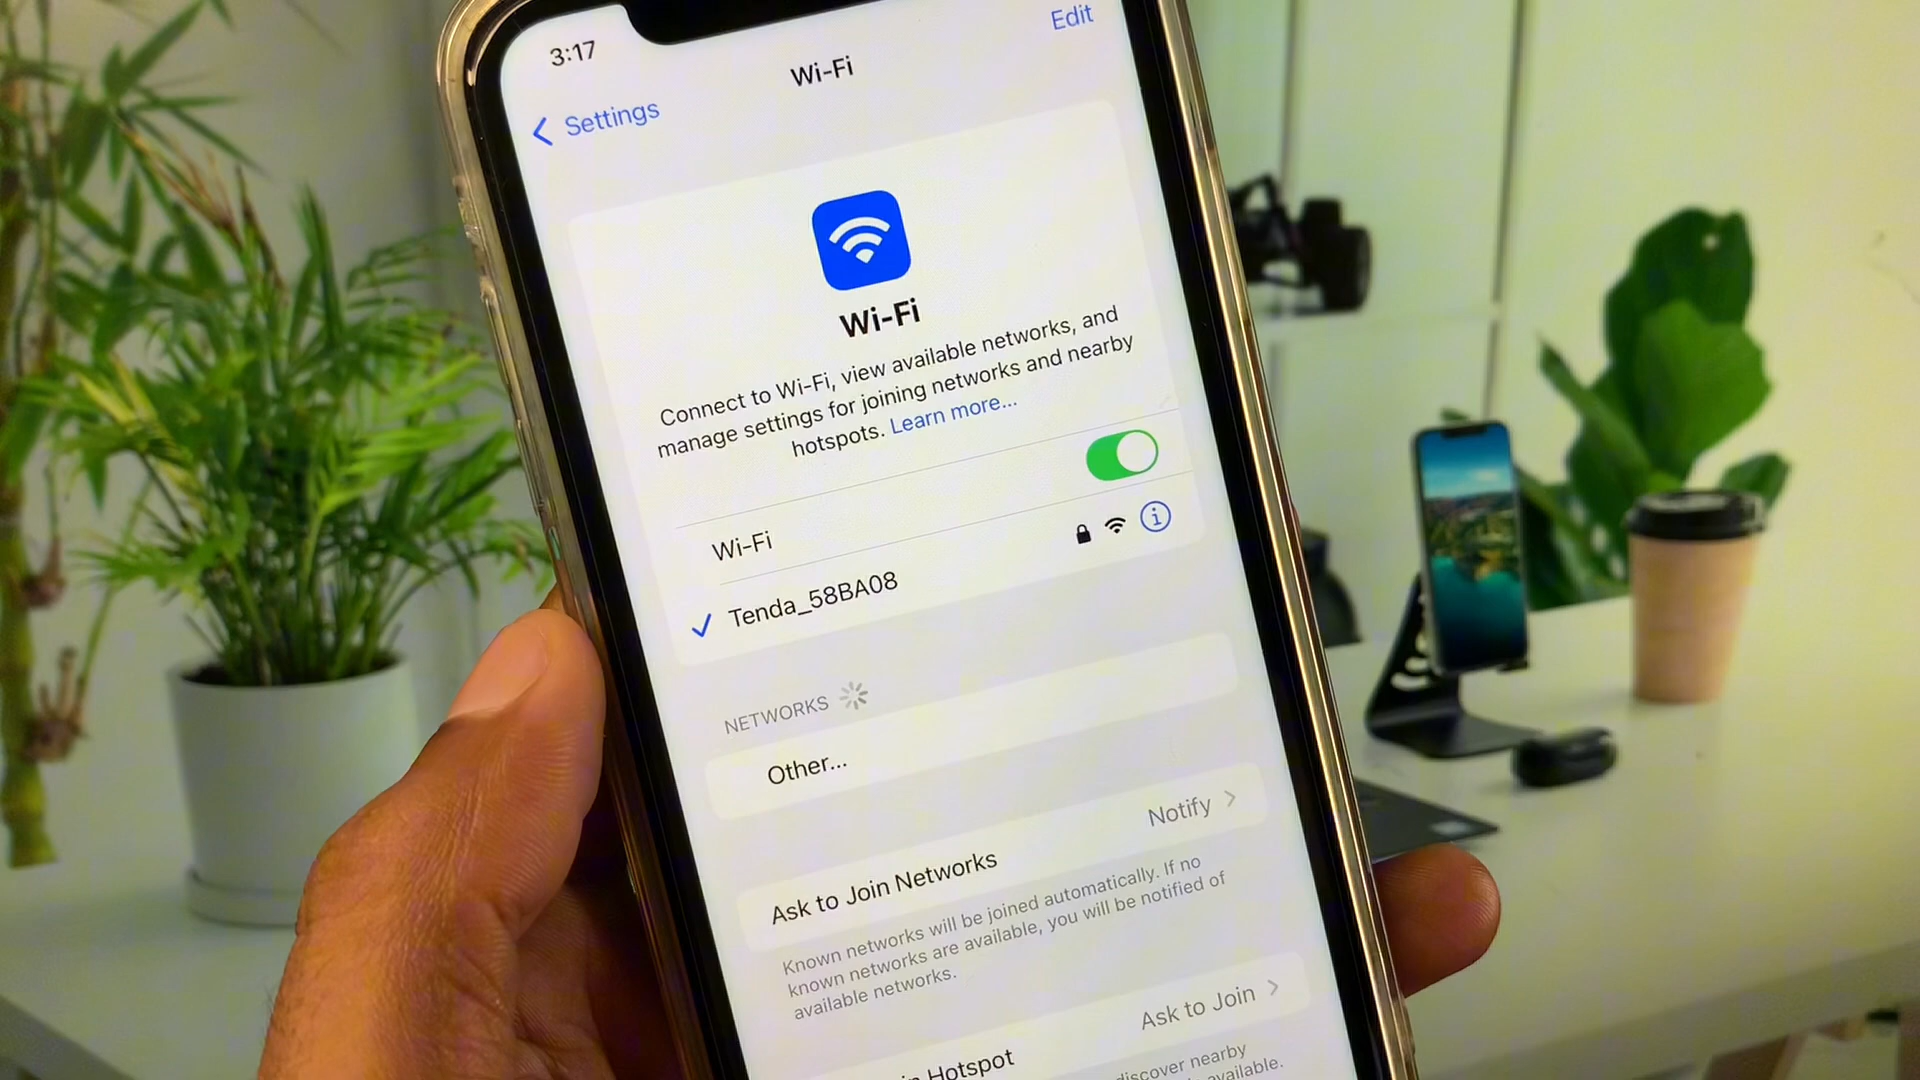 3:17
Edit
Wi-Fi
Settings
Wi-Fi
Connect to Wi-Fi, view available networks, and
manage settings for joining networks and nearby
hotspots. Learn more...
Wi-Fi
Tenda_58BA08
NETWORKS
Other...
Ask to Join Networks Notify
Known networks will be joined automatically. If no
known networks are available, you will be notified of
available networks.
Hotspot Ask to Join
discover nearby
available.